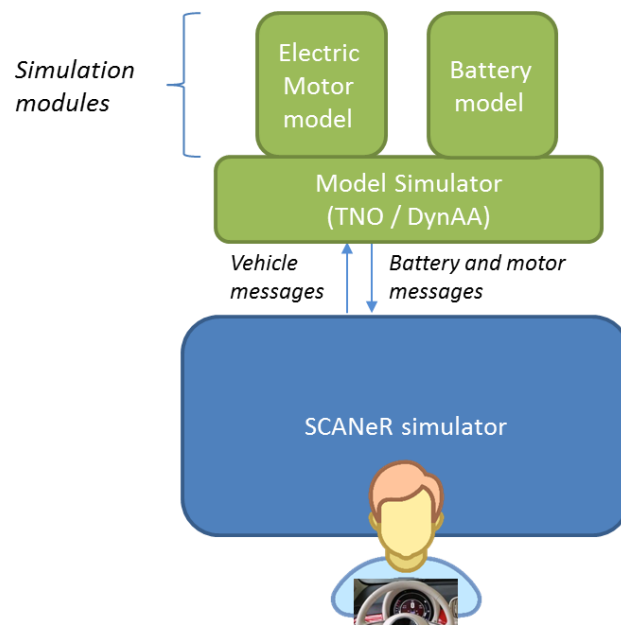 Simulation
modules
Electric
Motor
model
Battery
model
Model Simulator
(TNO / DynAA)
Vehicle
messages
Battery and motor
messages
SCANeR simulator